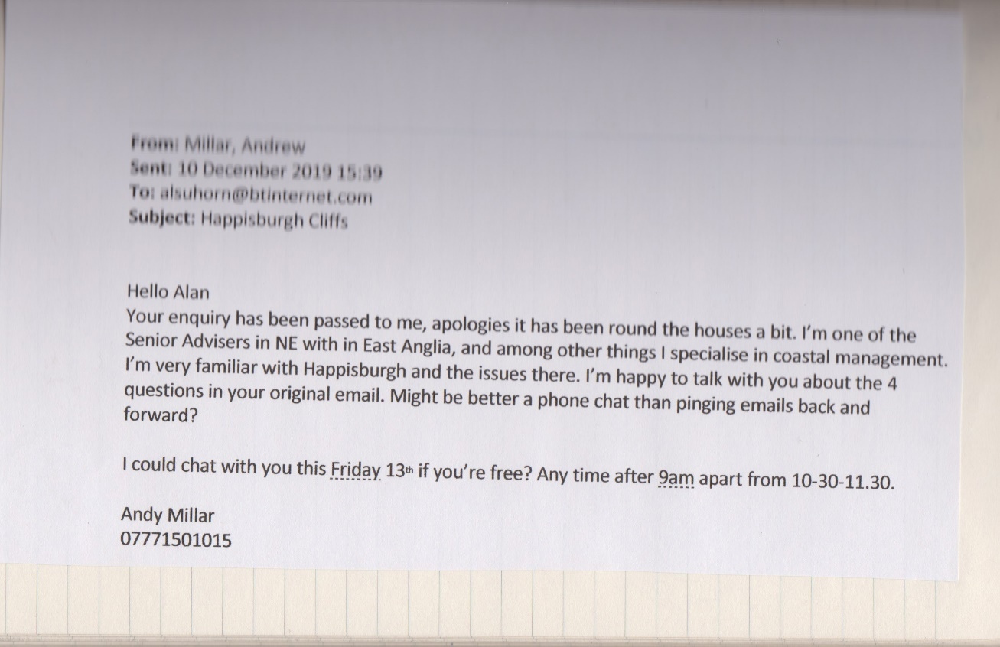 From: Millar, Andrew
Sent: 10 December 2019 15:39
To: alsuhorn@btinternet.com
Subject: Happisburgh Cliffs
Hello Alan
Your enquiry has been passed to me, apologies it has been round the houses a bit. I’m one of the
Senior Advisers in NE with in East Anglia, and among other things I specialise in coastal management.
I’m very familiar with Happisburgh and the issues there. I’m happy to talk with you about the 4
questions in your original email. Might be better a phone chat than pinging emails back and
forward?
I could chat with you this Friday 13th if you’re free? Any time after 9am apart from 10-30-11.30.
Andy Millar
07771501015